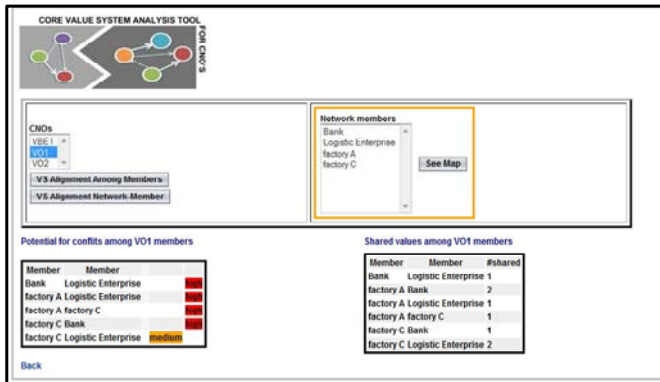 CORE VALUE SYSTEM ANALYSIS TOOL
FOR CNO'S
CNOs
VBE1
VO1
VO2
VS Alignment Among Members
VS Alignment Network-Member
Network members
Bank
Logistic Enterprise
factory A
factory C
See Map
Potential for conflits among VO1 members
Member Member
Bank Logistic Enterprise high
factory A Logistic Enterprise high
factory A factory C high
factory C Bank high
factory C Logistic Enterprise medium
Shared values among VO1 members
Member Member #shared
Bank Logistic Enterprise 1
factory A Bank 2
factory A Logistic Enterprise 1
factory A factory C 1
factory C Bank 1
factory C Logistic Enterprise 2
Back